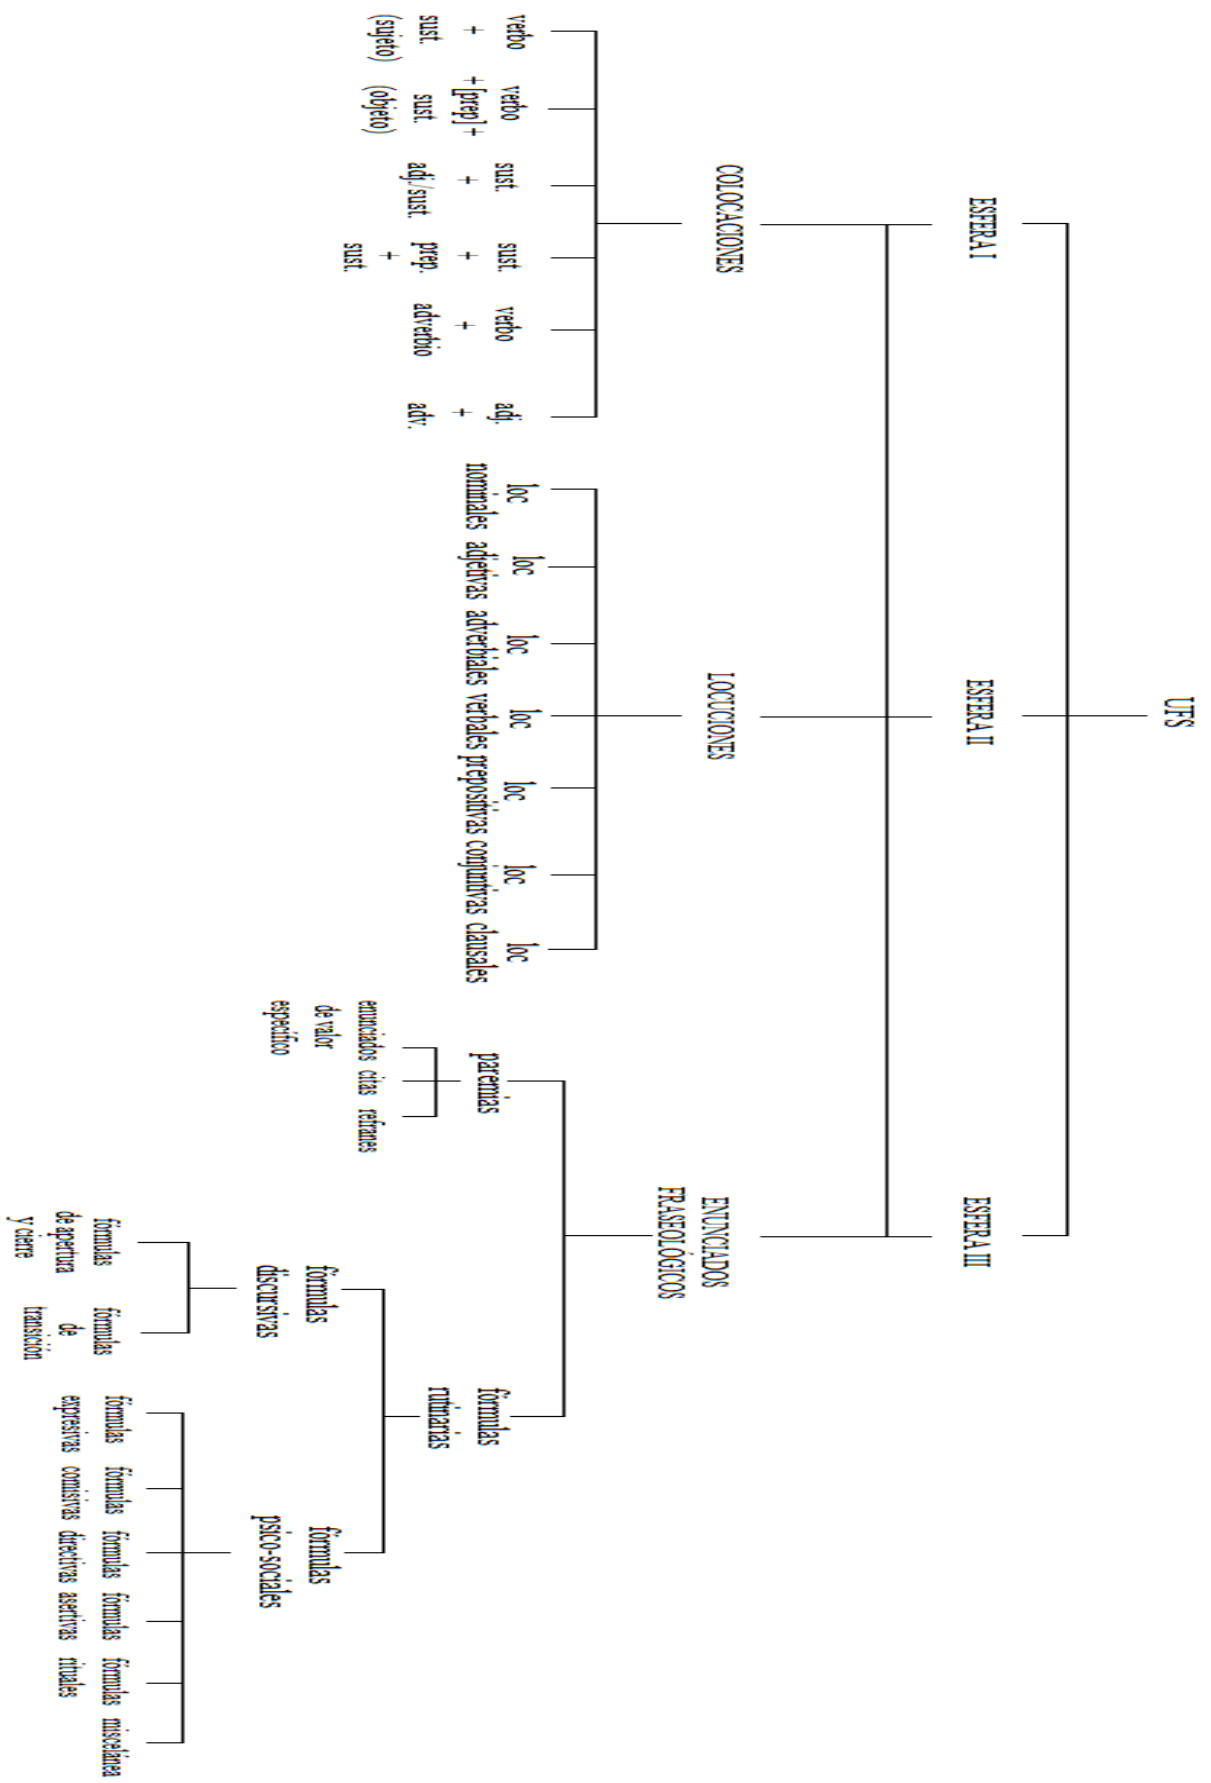 UFS
ESFERA I
ESFERA II
ESFERA III
COLOCACIONES
LOCUCIONES
ENUNCIADOS
FRASEOLÓGICOS
verbo
+
sust.
(sujeto)
verbo
+ [prep] +
sust.
(objeto)
sust.
+
adj./sust.
sust.
+
prep.
+
sust.
verbo
+
adverbio
adj.
+
adv.
loc
nominales
loc
adjetivas
loc
adverbiales
loc
verbales
loc
prepositivas
loc
conjuntivas
loc
clausales
paremias
enunciados
de valor
específico
citas
refranes
fórmulas
rutinarias
fórmulas
discursivas
fórmulas
de apertura
y cierre
fórmulas
de
transición
fórmulas
psico-sociales
fórmulas
expresivas
fórmulas
comisivas
fórmulas
directivas
fórmulas
asertivas
fórmulas
rituales
miscelánea